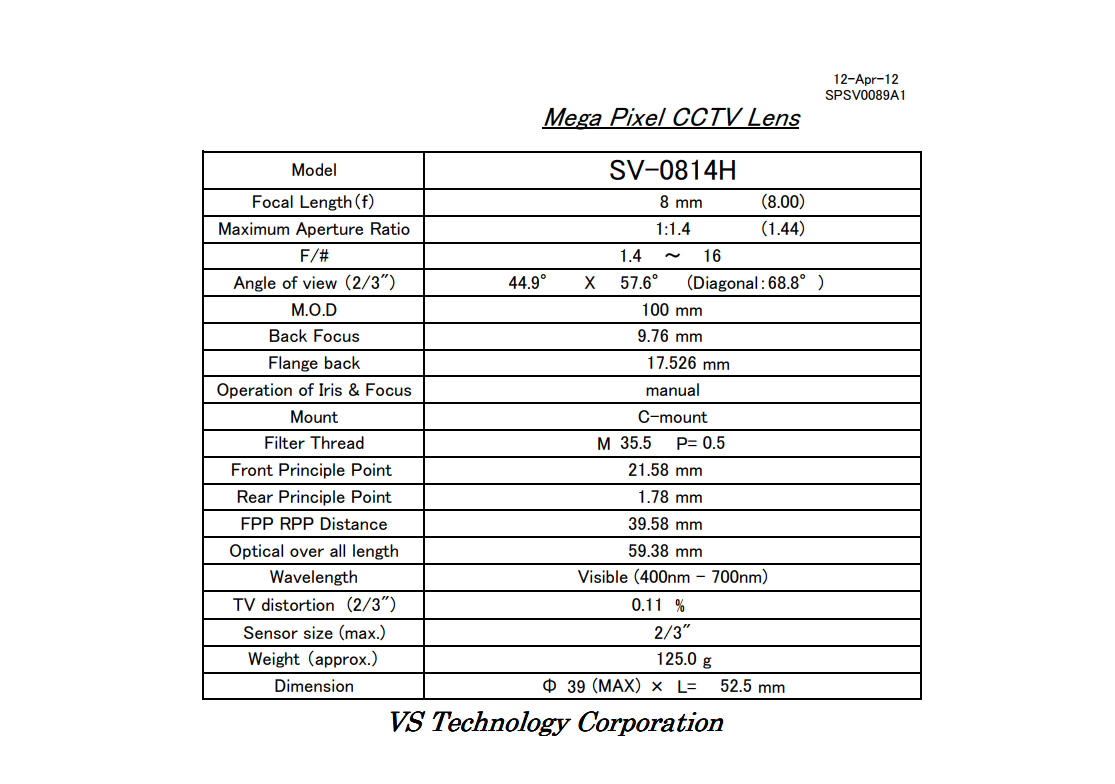 12-Apr-12
SPSV0089A1
Mega Pixel CCTV Lens
Model SV-0814H
Focal Length(f) 8 mm (8.00)
Maximum Aperture Ratio 1:1.4 (1.44)
F/# 1.4 ~ 16
Angle of view (2/3") 44.9° X 57.6° (Diagonal:68.8° )
M.O.D 100 mm
Back Focus 9.76 mm
Flange back 17.526 mm
Operation of Iris & Focus manual
Mount C-mount
Filter Thread M 35.5 P= 0.5
Front Principle Point 21.58 mm
Rear Principle Point 1.78 mm
FPP RPP Distance 39.58 mm
Optical over all length 59.38 mm
Wavelength Visible (400nm - 700nm)
TV distortion (2/3") 0.11 %
Sensor size (max.) 2/3"
Weight (approx.) 125.0 g
Dimension Φ 39 (MAX) × L= 52.5 mm
VS Technology Corporation